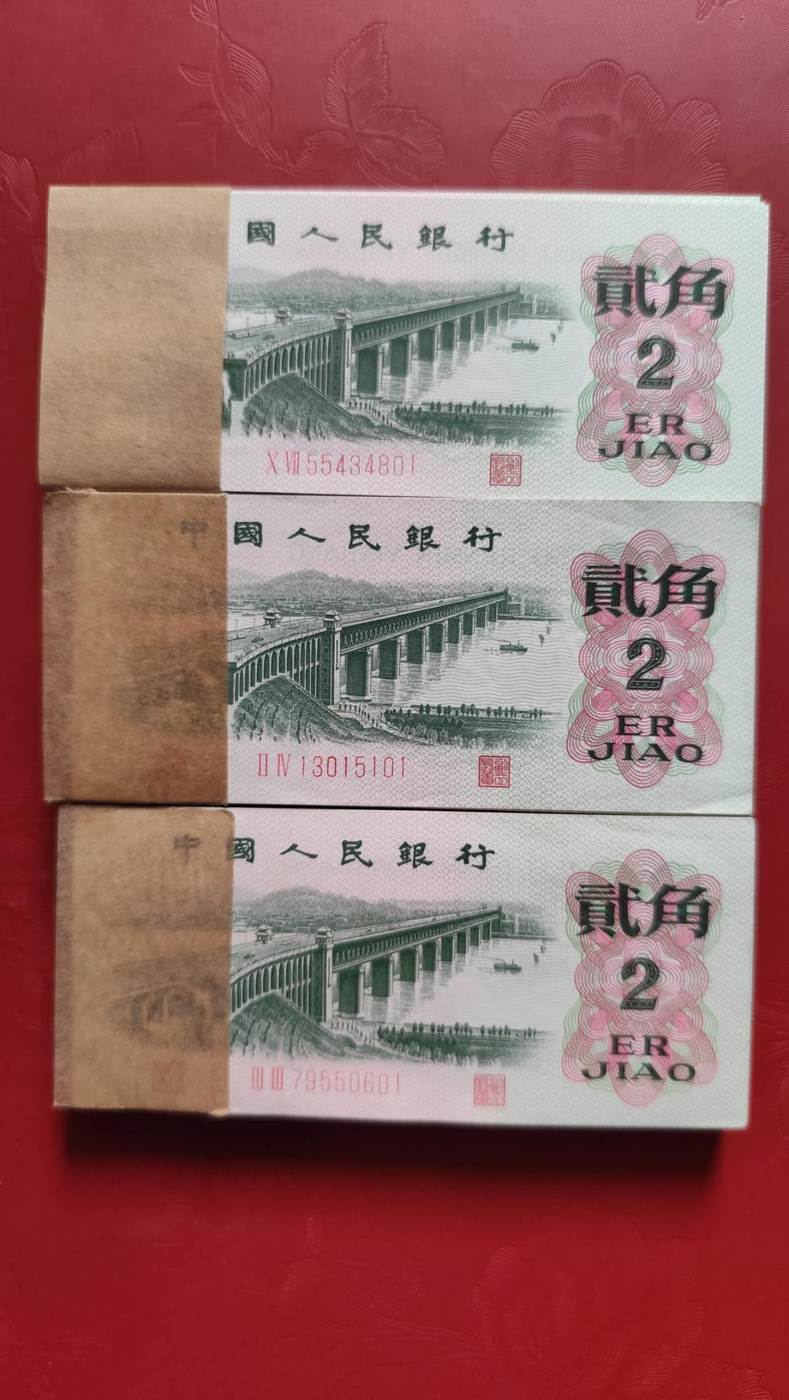 國人民銀行
貳角
2
ER
JIAO
X VII 55434801
中國人民銀行
貳角
2
ER
JIAO
II IV 13015101
中國人民銀行
貳角
2
ER
JIAO
III III 79550601